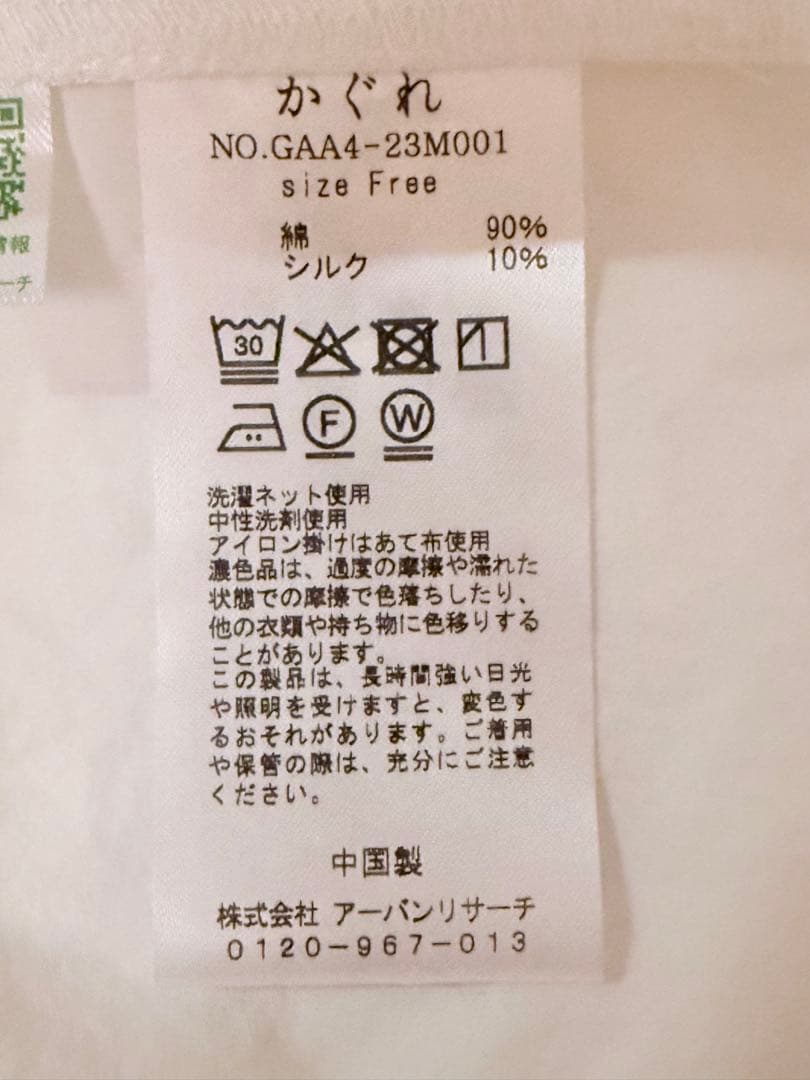 かぐれ
NO.GAA4-23M001
size Free
綿 90%
シルク 10%
30
F W
洗濯ネット使用
中性洗剤使用
アイロン掛けはあて布使用
濃色品は、過度の摩擦や濡れた
状態での摩擦で色落ちしたり、
他の衣類や持ち物に色移りする
ことがあります。
この製品は、長時間強い日光
や照明を受けますと、変色す
るおそれがあります。ご着用
や保管の際は、充分にご注意
ください。
中国製
株式会社 アーバンリサーチ
0120-967-013
情報
ーチ